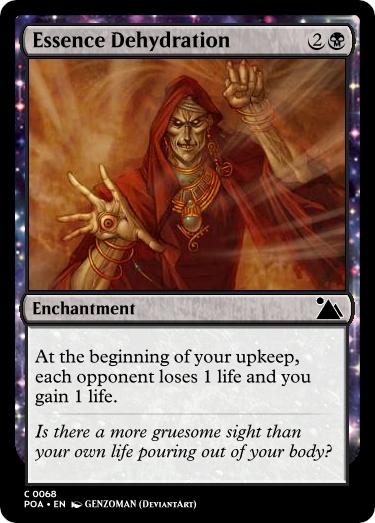 Essence Dehydration 2
Enchantment
At the beginning of your upkeep,
each opponent loses 1 life and you
gain 1 life.
Is there a more gruesome sight than
your own life pouring out of your body?
C 0068
POA • EN GENZOMAN (DEVIANTART)